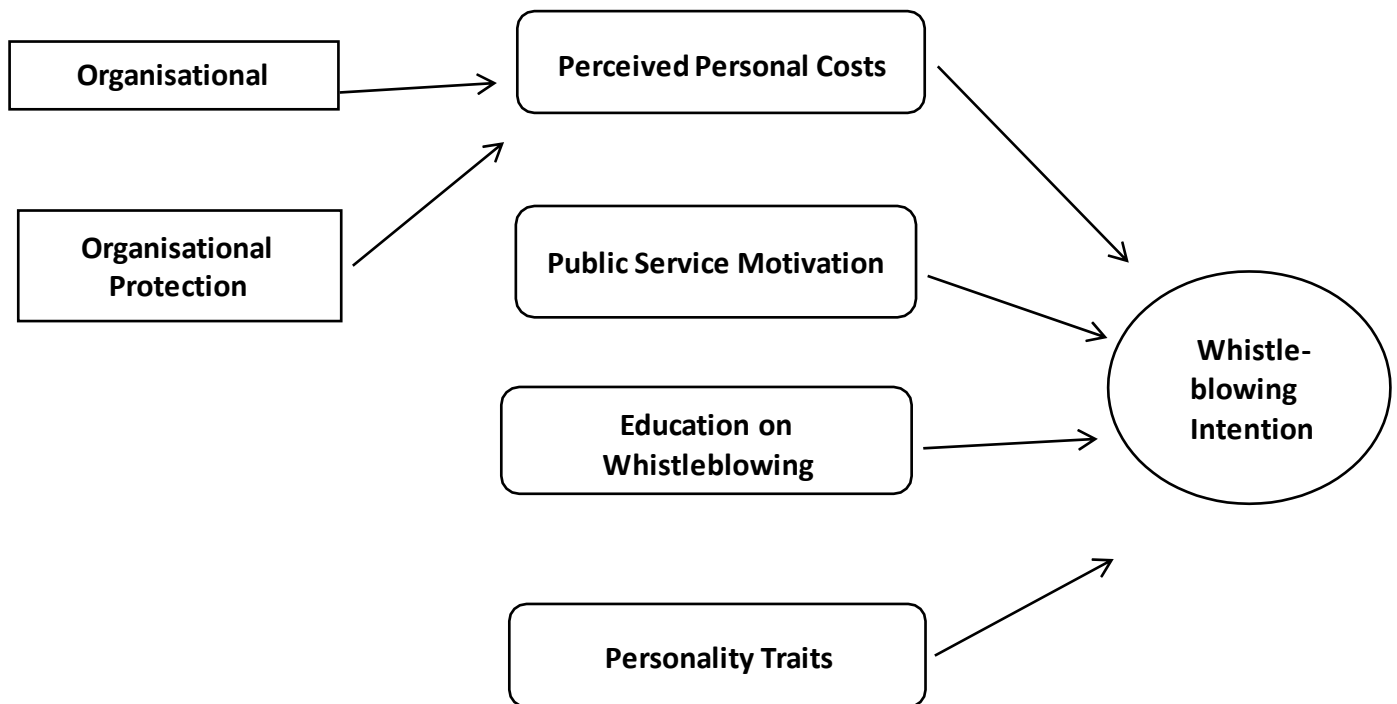 Organisational
Perceived Personal Costs
Organisational
Protection
Public Service Motivation
Education on
Whistleblowing
Whistle-
blowing
Intention
Personality Traits